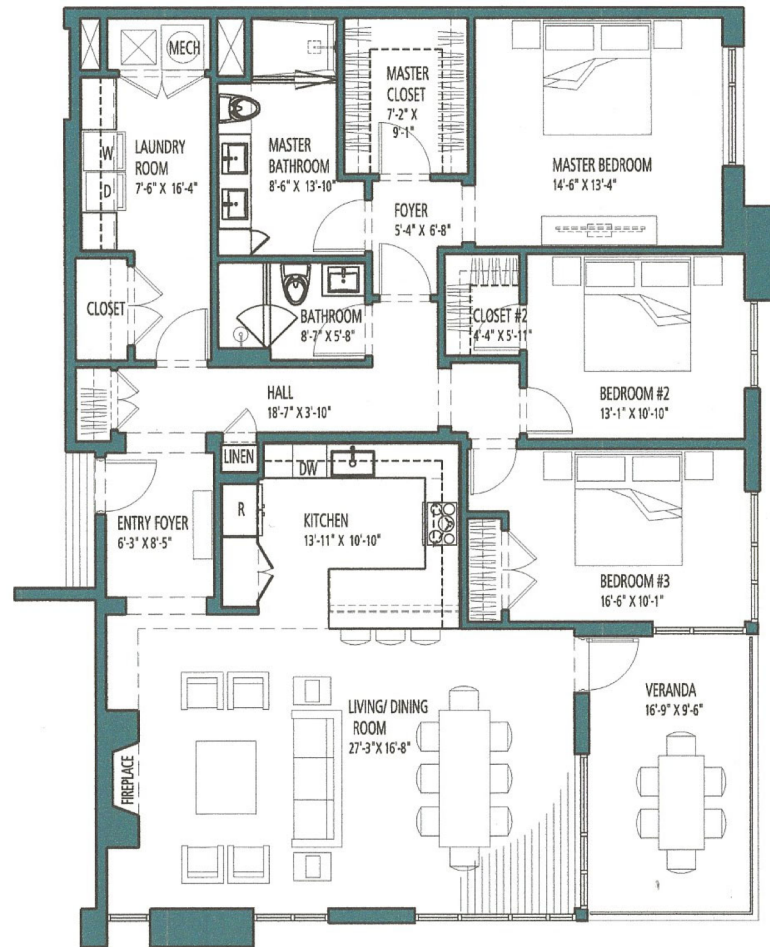 MECH
MASTER
CLOSET
7'-2" X
9'-1"
LAUNDRY
ROOM
7'-6" X 16'-4"
W
D
MASTER
BATHROOM
8'-6" X 13'-10"
MASTER BEDROOM
14'-6" X 13'-4"
FOYER
5'-4" X 6'-8"
CLOSET
BATHROOM
8'-7" X 5'-8"
CLOSET #2
4'-4" X 5'-11"
BEDROOM #2
13'-1" X 10'-10"
HALL
18'-7" X 3'-10"
LINEN
DW
R
KITCHEN
13'-11" X 10'-10"
ENTRY FOYER
6'-3" X 8'-5"
BEDROOM #3
16'-6" X 10'-1"
LIVING/ DINING
ROOM
27'-3" X 16'-8"
VERANDA
16'-9" X 9'-6"
FIREPLACE